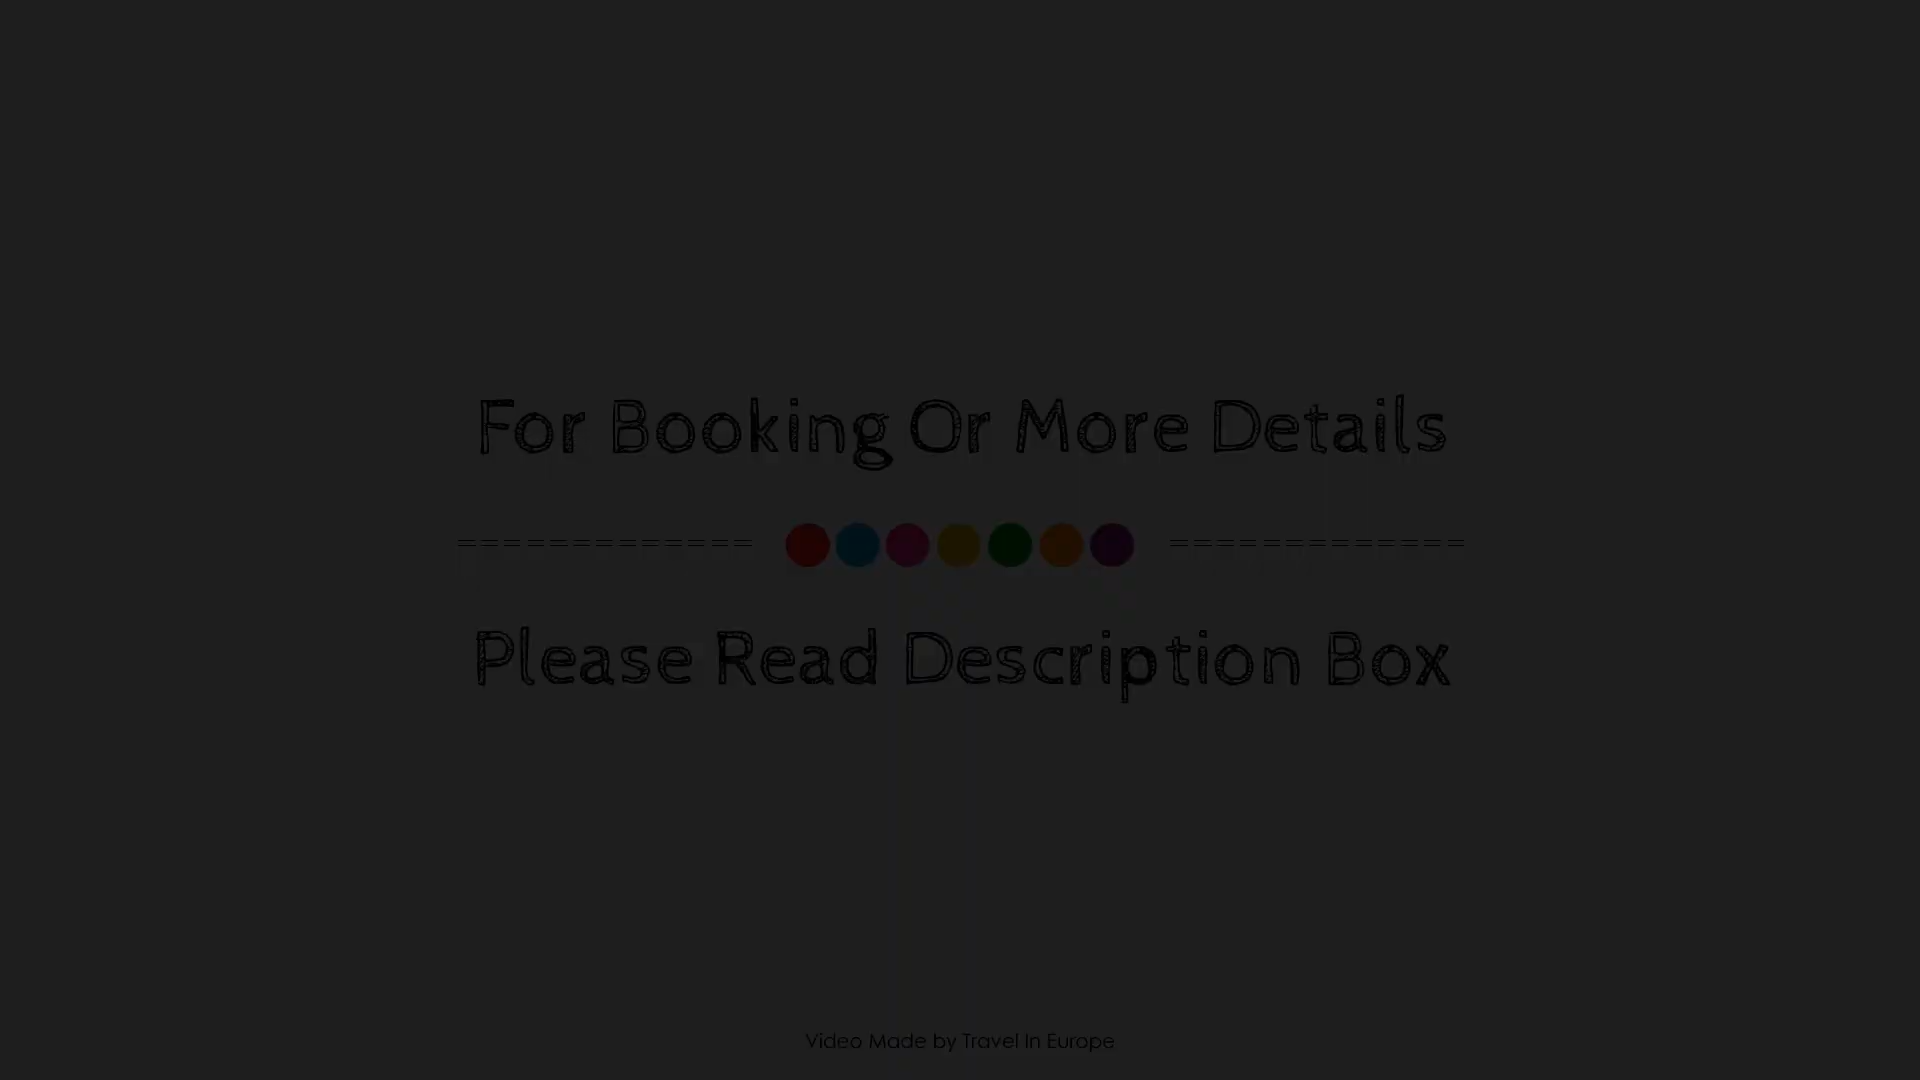 For Booking Or More Details
============= =============
Please Read Description Box
Video Made by Travel In Europe